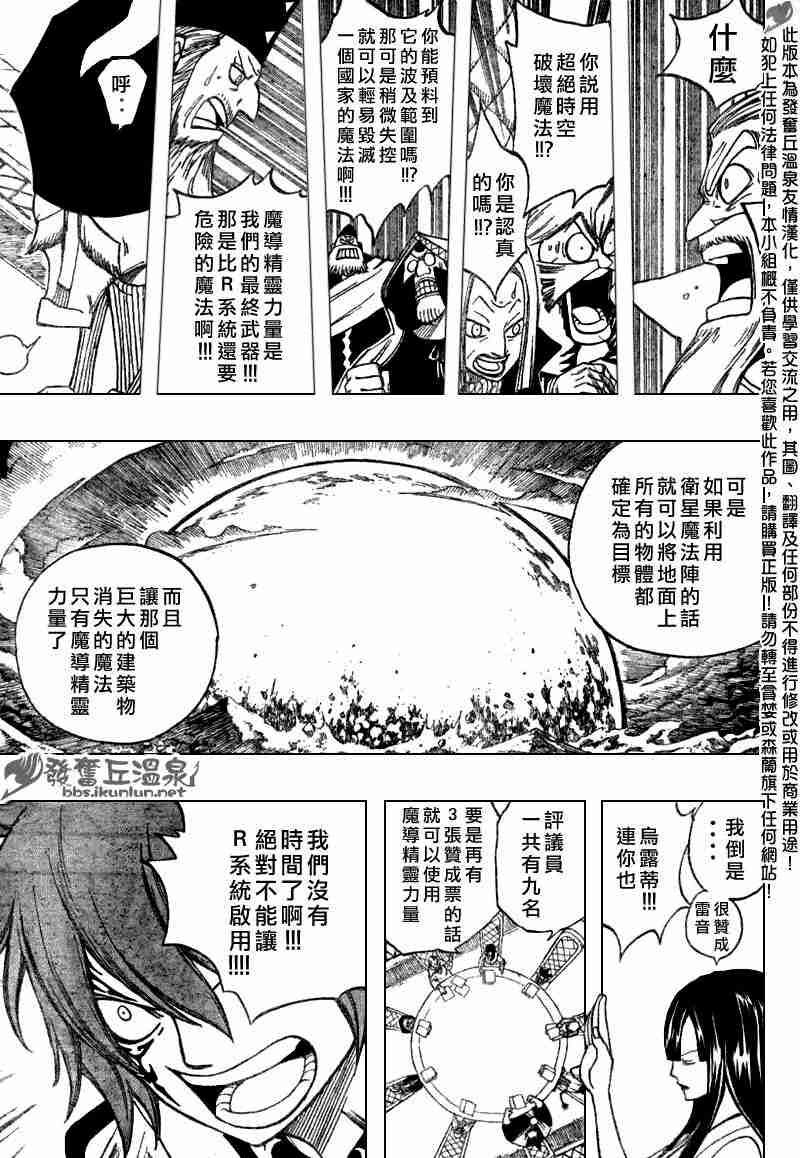 什麼
你說用
超絕時空
破壞魔法!!?
你是認真
的嗎!!?
你能預料到
它的波及範圍嗎!!?
那可是稍微失控
就可以輕易毀滅
一個國家的魔法
啊!!!
魔導精靈力量是
我們的最終武器!!!
那是比R系統還要
危險的魔法啊!!!
呼‥
可是
如果利用
衛星魔法陣的話
就可以將地面上
所有的物體都
確定為目標
而且
讓那個
巨大的建築物
消失的魔法
只有魔導精靈
力量了
我倒是
‥‥
很贊成
雷音
烏露蒂!!!
連你也
評議員
一共有九名
要是再有
3張贊成票的話
就可以使用
魔導精靈力量
我們沒有
時間了啊!!!
絕對不能讓
R系統啟用!!!!
發奮丘溫泉
bbs.ikunlun.net
此版本為發奮丘溫泉友情漢化，僅供學習交流之用，其圖、翻譯及任何部份不得進行修改或用於商業用途！
如犯上任何法律問題，本小組概不負責。若您喜歡此作品，請購買正版!!請勿轉至貪婪或森蘭旗下任何網站！